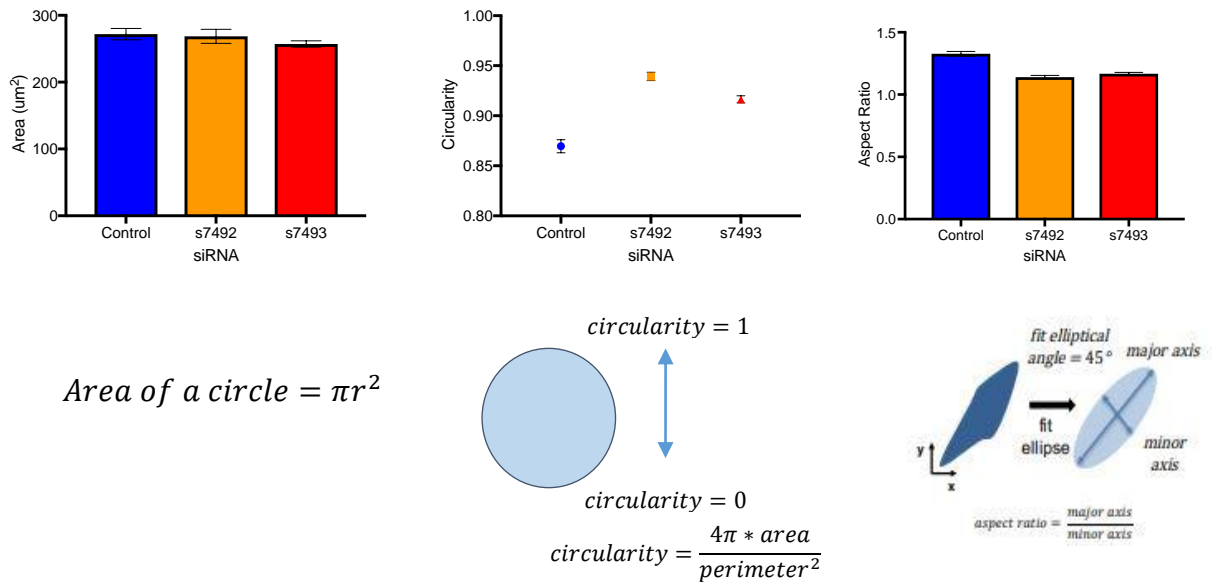 300
200
100
0
Area (um²)
Control s7492 s7493
siRNA
1.00
0.95
0.90
0.85
0.80
Circularity
Control s7492 s7493
siRNA
1.5
1.0
0.5
0.0
Aspect Ratio
Control s7492 s7493
siRNA
Area of a circle = πr²
circularity = 1
circularity = 0
circularity = 4π * area / perimeter²
fit elliptical
angle = 45°
major axis
fit
ellipse
minor
axis
y
x
aspect ratio = major axis / minor axis